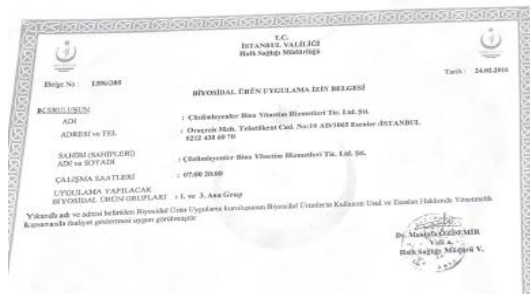 T.C.
İSTANBUL VALİLİĞİ
Halk Sağlığı Müdürlüğü
Belge No : 1396/385
Tarih : 24.02.2016
BİYOSİDAL ÜRÜN UYGULAMA İZİN BELGESİ
KURULUŞUN
ADI : Çözümleyenler Bina Yönetim Hizmetleri Tic. Ltd. Şti.
ADRESİ ve TEL : Oruçreis Mah. Tekstilkent Cad. No:10 Esenler /İSTANBUL
0212 438 60 70
SAHİBİ (SAHİPLERİ)
ADI ve SOYADI : Çözümleyenler Bina Yönetim Hizmetleri Tic. Ltd. Şti.
ÇALIŞMA SAATLERİ : 07:00 20:00
UYGULAMA YAPILACAK
BİYOSİDAL ÜRÜN GRUPLARI : 1. ve 3. Ana Grup
Yukarıda adı ve adresi belirtilen Biyosidal Ürün Uygulama kuruluşunun Biyosidal Ürünlerin Kullanım Usul ve Esasları Hakkında Yönetmelik
kapsamında faaliyet göstermesi uygun görülmüştür
Dr. Mustafa ÖZDEMİR
Vali a.
Halk Sağlığı Müdürü V.